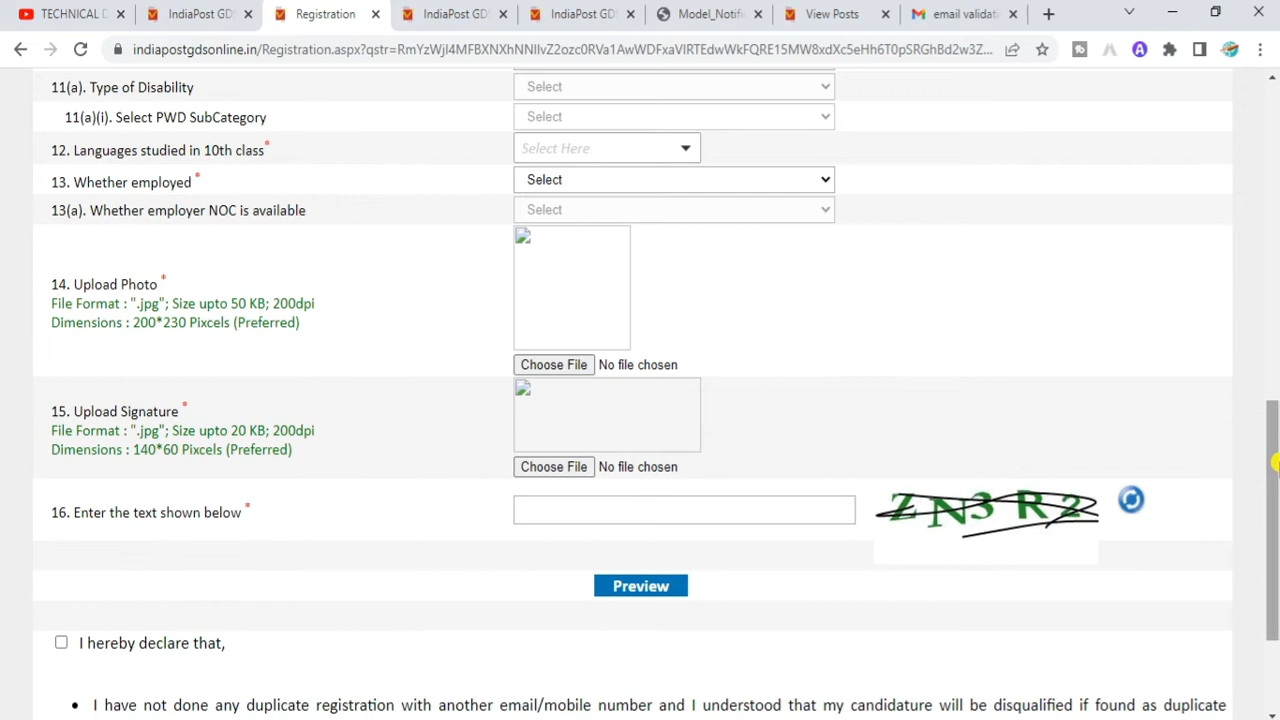 TECHNICAL D
IndiaPost GD
Registration
IndiaPost GD
IndiaPost GD
Model_Notifi
View Posts
email validat
indiapostgdsonline.in/Registration.aspx?qstr=RmYzWjl4MFBXNXhNNllvZ2ozc0RVa1AwWDFxaVlRTEdwWkFQRE15MW8xdXc5eHh6T0pSRGhBd2w3Z...
11(a). Type of Disability
Select
11(a)(i). Select PWD SubCategory
Select
12. Languages studied in 10th class*
Select Here
13. Whether employed *
Select
13(a). Whether employer NOC is available
Select
14. Upload Photo *
File Format : ".jpg"; Size upto 50 KB; 200dpi
Dimensions : 200*230 Pixcels (Preferred)
Choose File No file chosen
15. Upload Signature *
File Format : ".jpg"; Size upto 20 KB; 200dpi
Dimensions : 140*60 Pixcels (Preferred)
Choose File No file chosen
16. Enter the text shown below *
Z N3 R 2
Preview
I hereby declare that,
• I have not done any duplicate registration with another email/mobile number and I understood that my candidature will be disqualified if found as duplicate